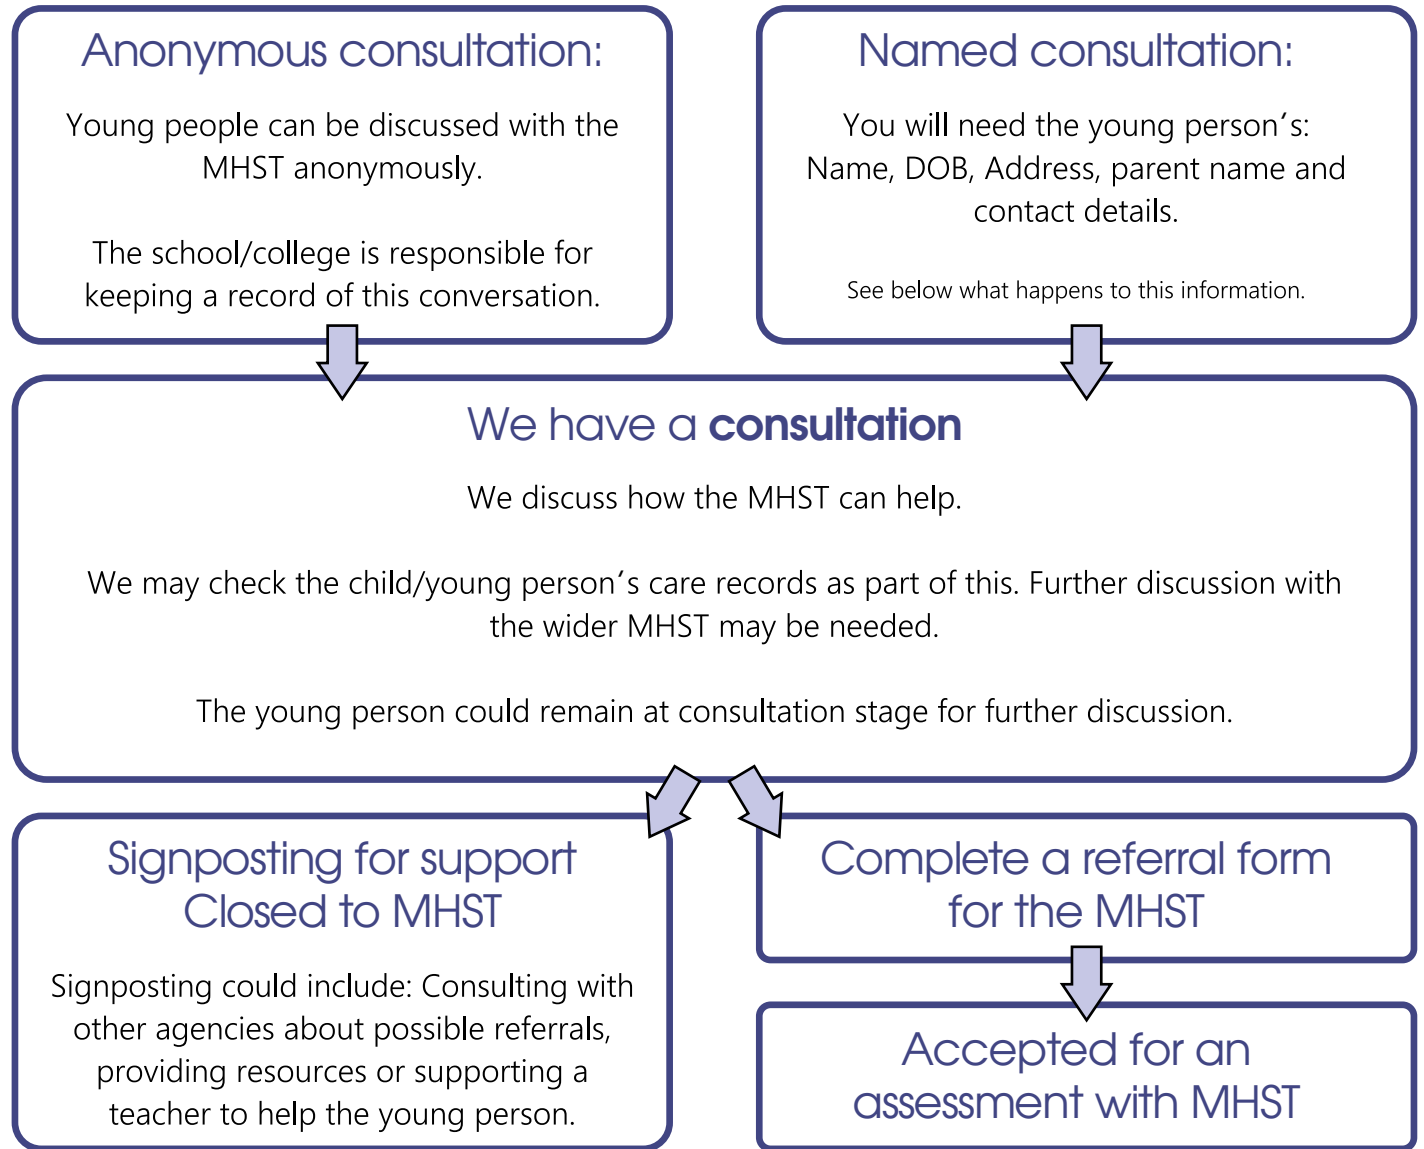 Anonymous consultation:
Young people can be discussed with the
MHST anonymously.
The school/college is responsible for
keeping a record of this conversation.
Named consultation:
You will need the young person's:
Name, DOB, Address, parent name and
contact details.
See below what happens to this information.
We have a consultation
We discuss how the MHST can help.
We may check the child/young person's care records as part of this. Further discussion with
the wider MHST may be needed.
The young person could remain at consultation stage for further discussion.
Signposting for support
Closed to MHST
Signposting could include: Consulting with
other agencies about possible referrals,
providing resources or supporting a
teacher to help the young person.
Complete a referral form
for the MHST
Accepted for an
assessment with MHST